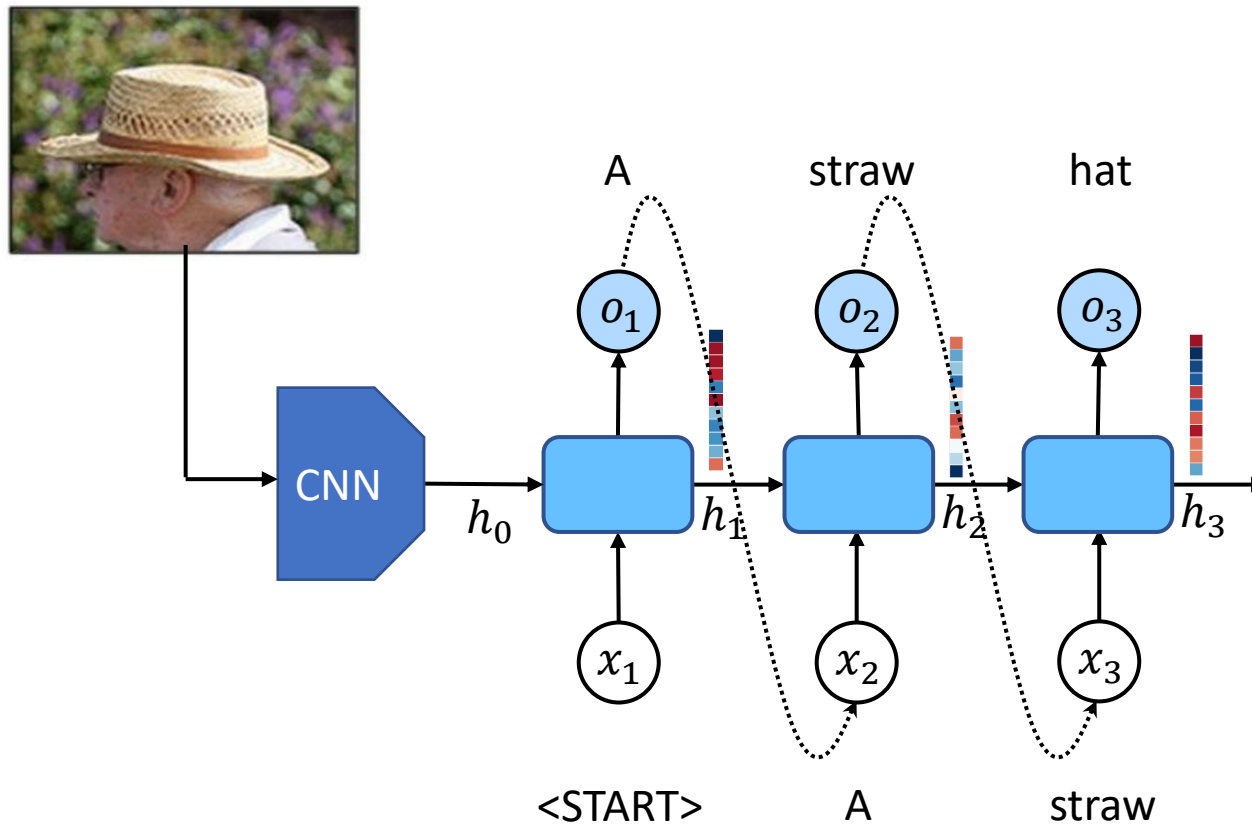 A straw hat
o₁ o₂ o₃
CNN
h₀ h₁ h₂ h₃
x₁ x₂ x₃
<START> A straw